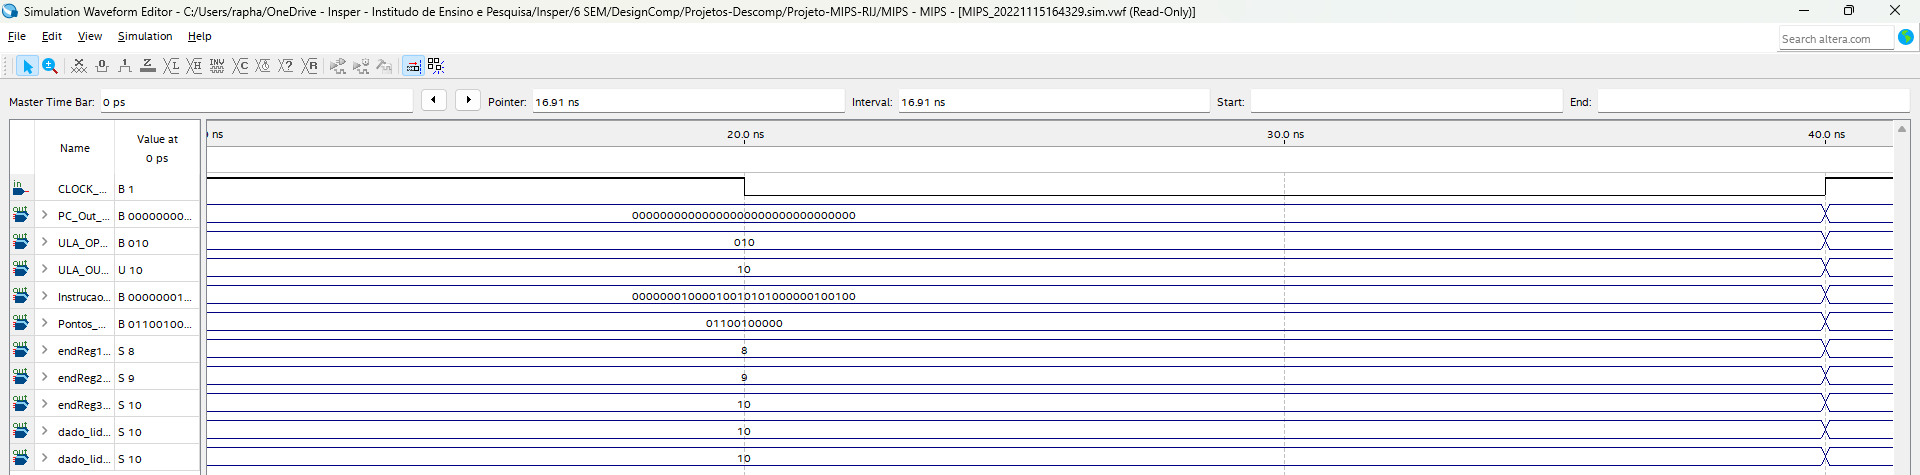 Simulation Waveform Editor - C:/Users/rapha/OneDrive - Insper - Institudo de Ensino e Pesquisa/Insper/6 SEM/DesignComp/Projetos-Descomp/Projeto-MIPS-RIJ/MIPS - MIPS - [MIPS_20221115164329.sim.vwf (Read-Only)]
File Edit View Simulation Help
Search altera.com
Master Time Bar: 0 ps Pointer: 16.91 ns Interval: 16.91 ns Start: End:
Name Value at 0 ps ns 20.0 ns 30.0 ns 40.0 ns
CLOCK_... B 1
PC_Out_... B 00000000... 00000000000000000000000000000000
ULA_OP... B 010 010
ULA_OU... U 10 10
Instrucao... B 00000001... 00000001000010010101000000100100
Pontos_... B 01100100... 01100100000
endReg1... S 8 8
endReg2... S 9 9
endReg3... S 10 10
dado_lid... S 10 10
dado_lid... S 10 10